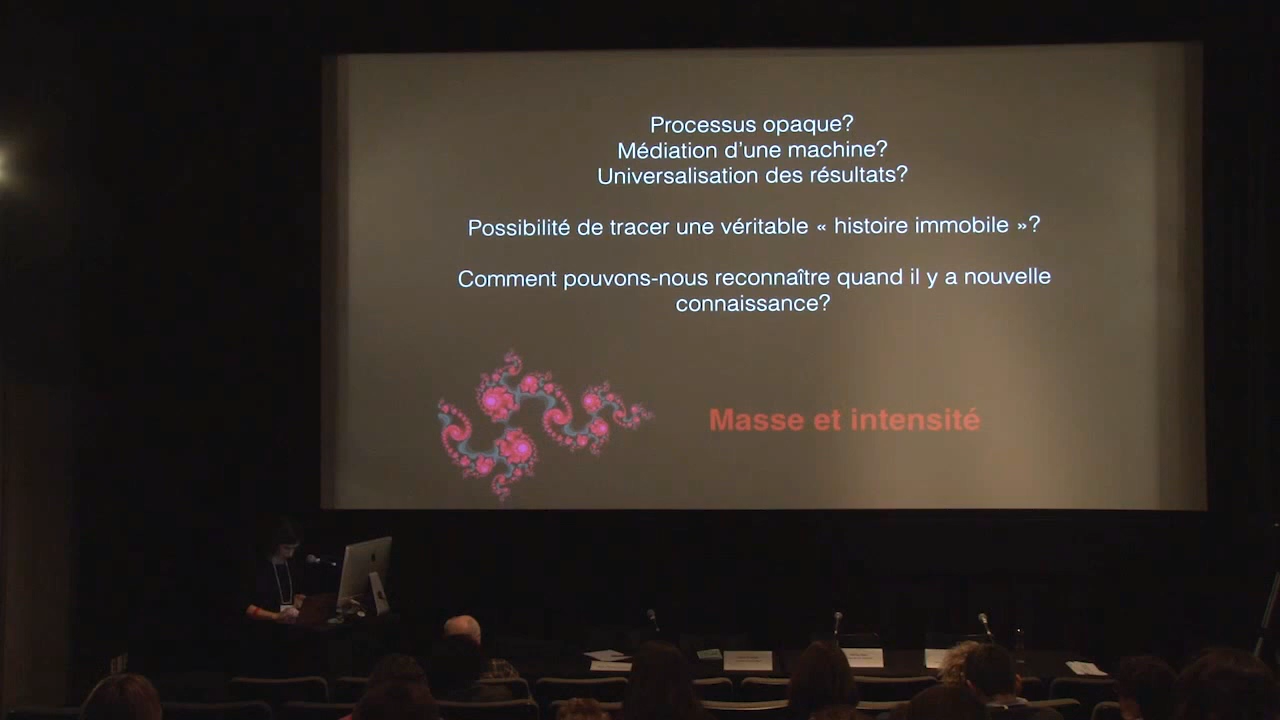 Processus opaque?
Médiation d'une machine?
Universalisation des résultats?
Possibilité de tracer une véritable « histoire immobile »?
Comment pouvons-nous reconnaître quand il y a nouvelle
connaissance?
Masse et intensité